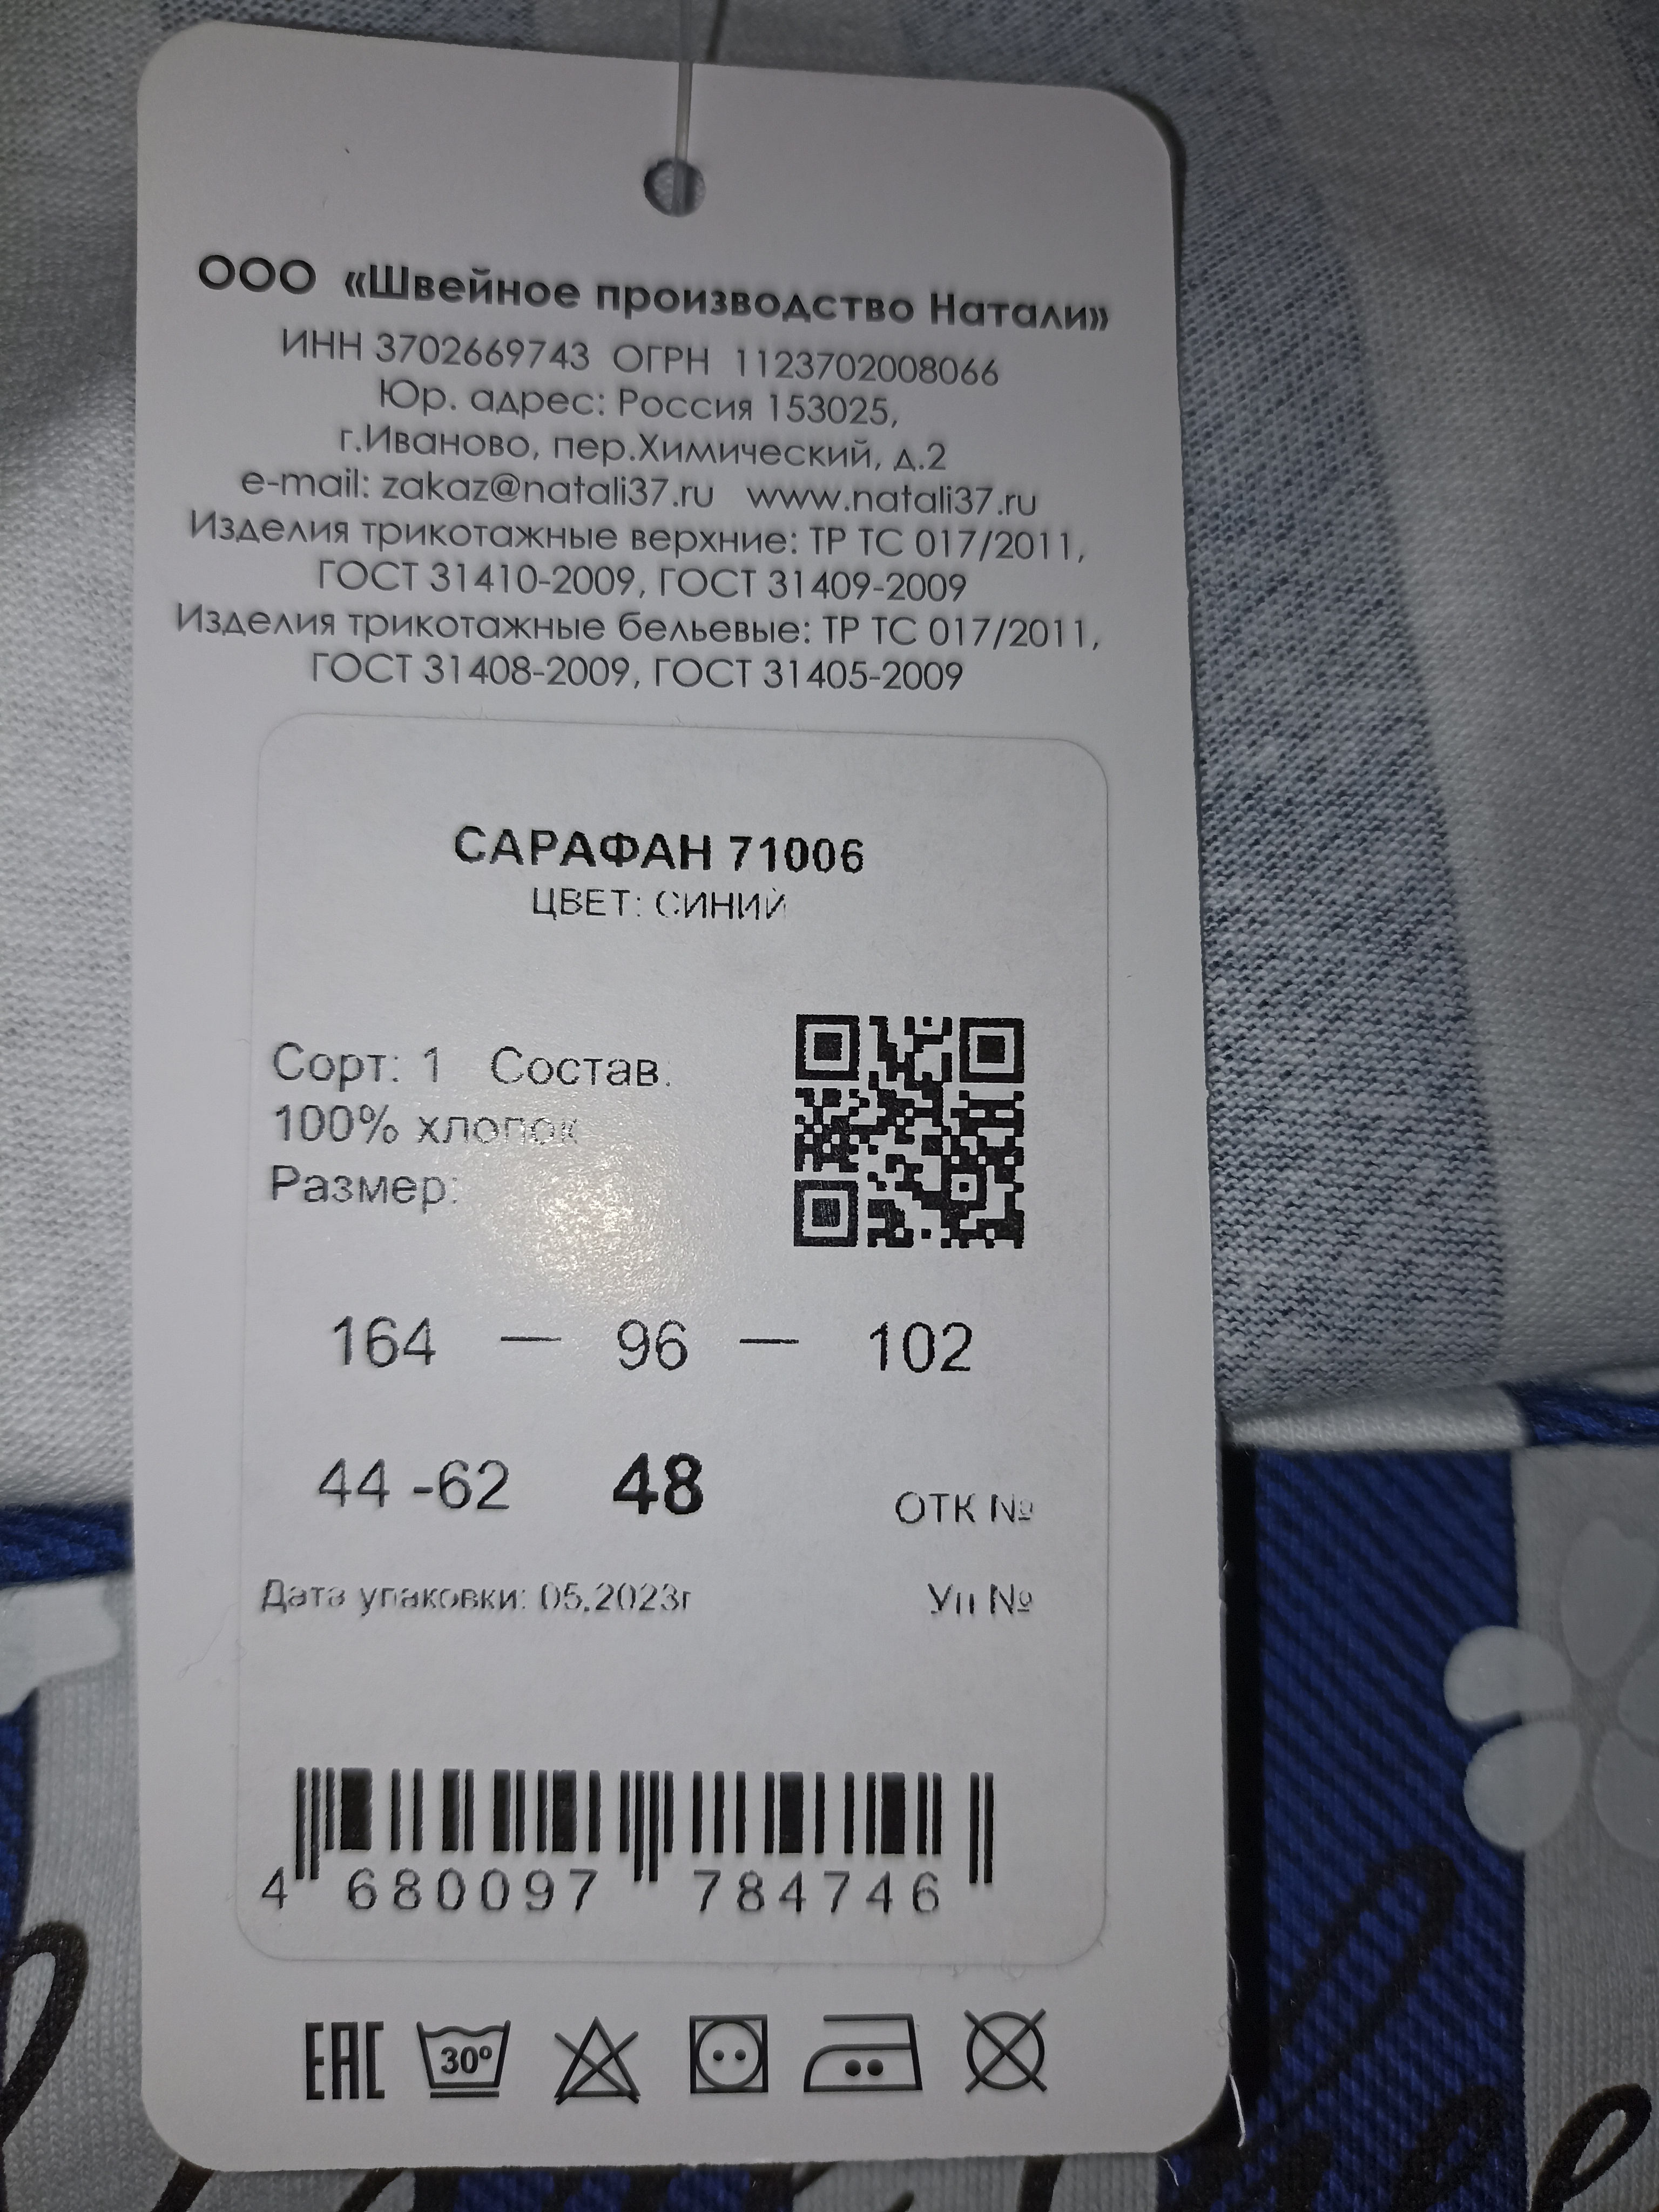 ООО «Швейное производство Натали»
ИНН 3702669743 ОГРН 1123702008066
Юр. адрес: Россия 153025,
г.Иваново, пер.Химический, д.2
e-mail: zakaz@natali37.ru www.natali37.ru
Изделия трикотажные верхние: ТР ТС 017/2011,
ГОСТ 31410-2009, ГОСТ 31409-2009
Изделия трикотажные бельевые: ТР ТС 017/2011,
ГОСТ 31408-2009, ГОСТ 31405-2009
САРАФАН 71006
ЦВЕТ: СИНИЙ
Сорт: 1 Состав:
100% хлопок
Размер:
164 — 96 — 102
44 -62 48 ОТК №
Дата упаковки: 05.2023г Уп №
4 680097 784746
ЕАС 30º